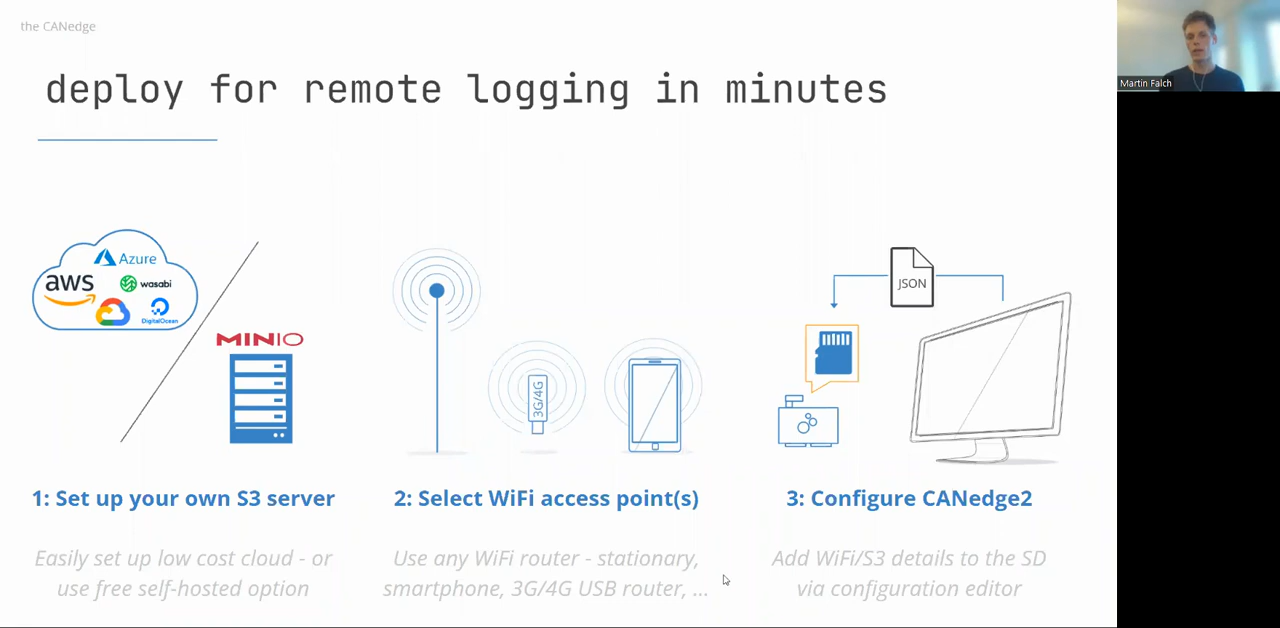 the CANedge
Martin Falch
deploy for remote logging in minutes
Azure
aws
wasabi
DigitalOcean
MINIO
3G/4G
JSON
1: Set up your own S3 server
2: Select WiFi access point(s)
3: Configure CANedge2
Easily set up low cost cloud - or
use free self-hosted option
Use any WiFi router - stationary,
smartphone, 3G/4G USB router, ...
Add WiFi/S3 details to the SD
via configuration editor